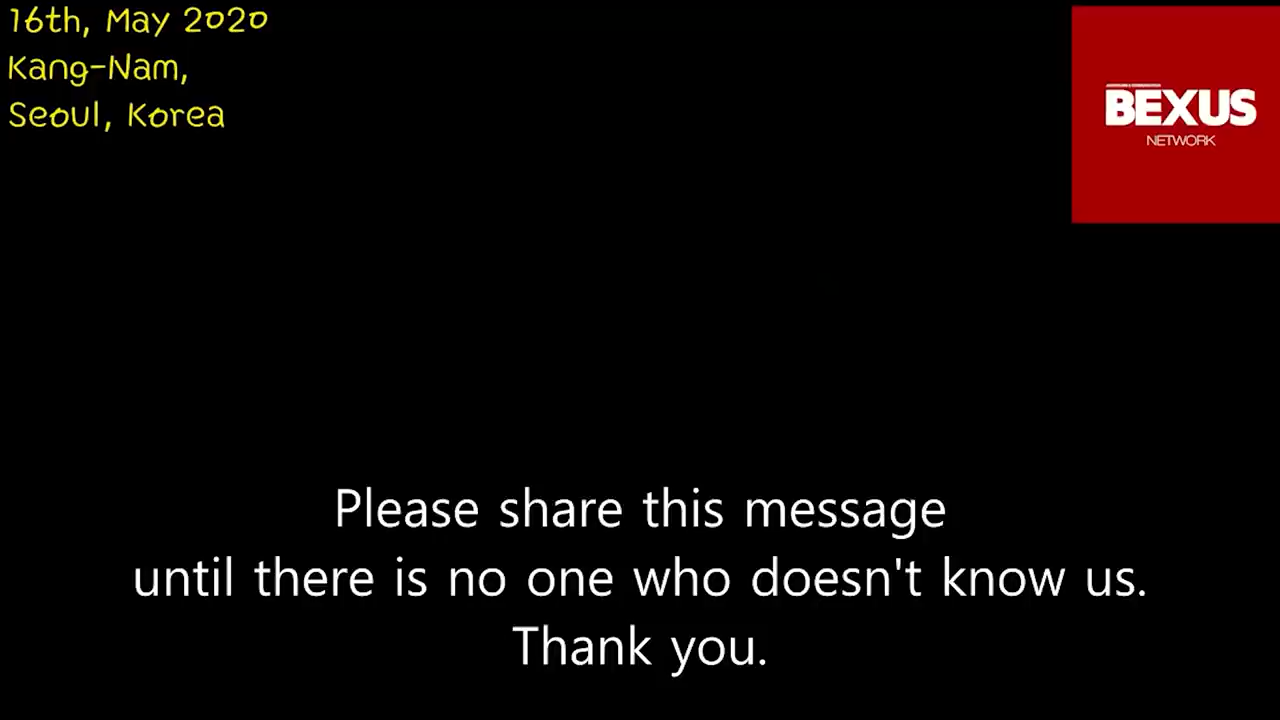 16th, May 2020
Kang-Nam,
Seoul, Korea
BEXUS
NETWORK
Please share this message
until there is no one who doesn't know us.
Thank you.